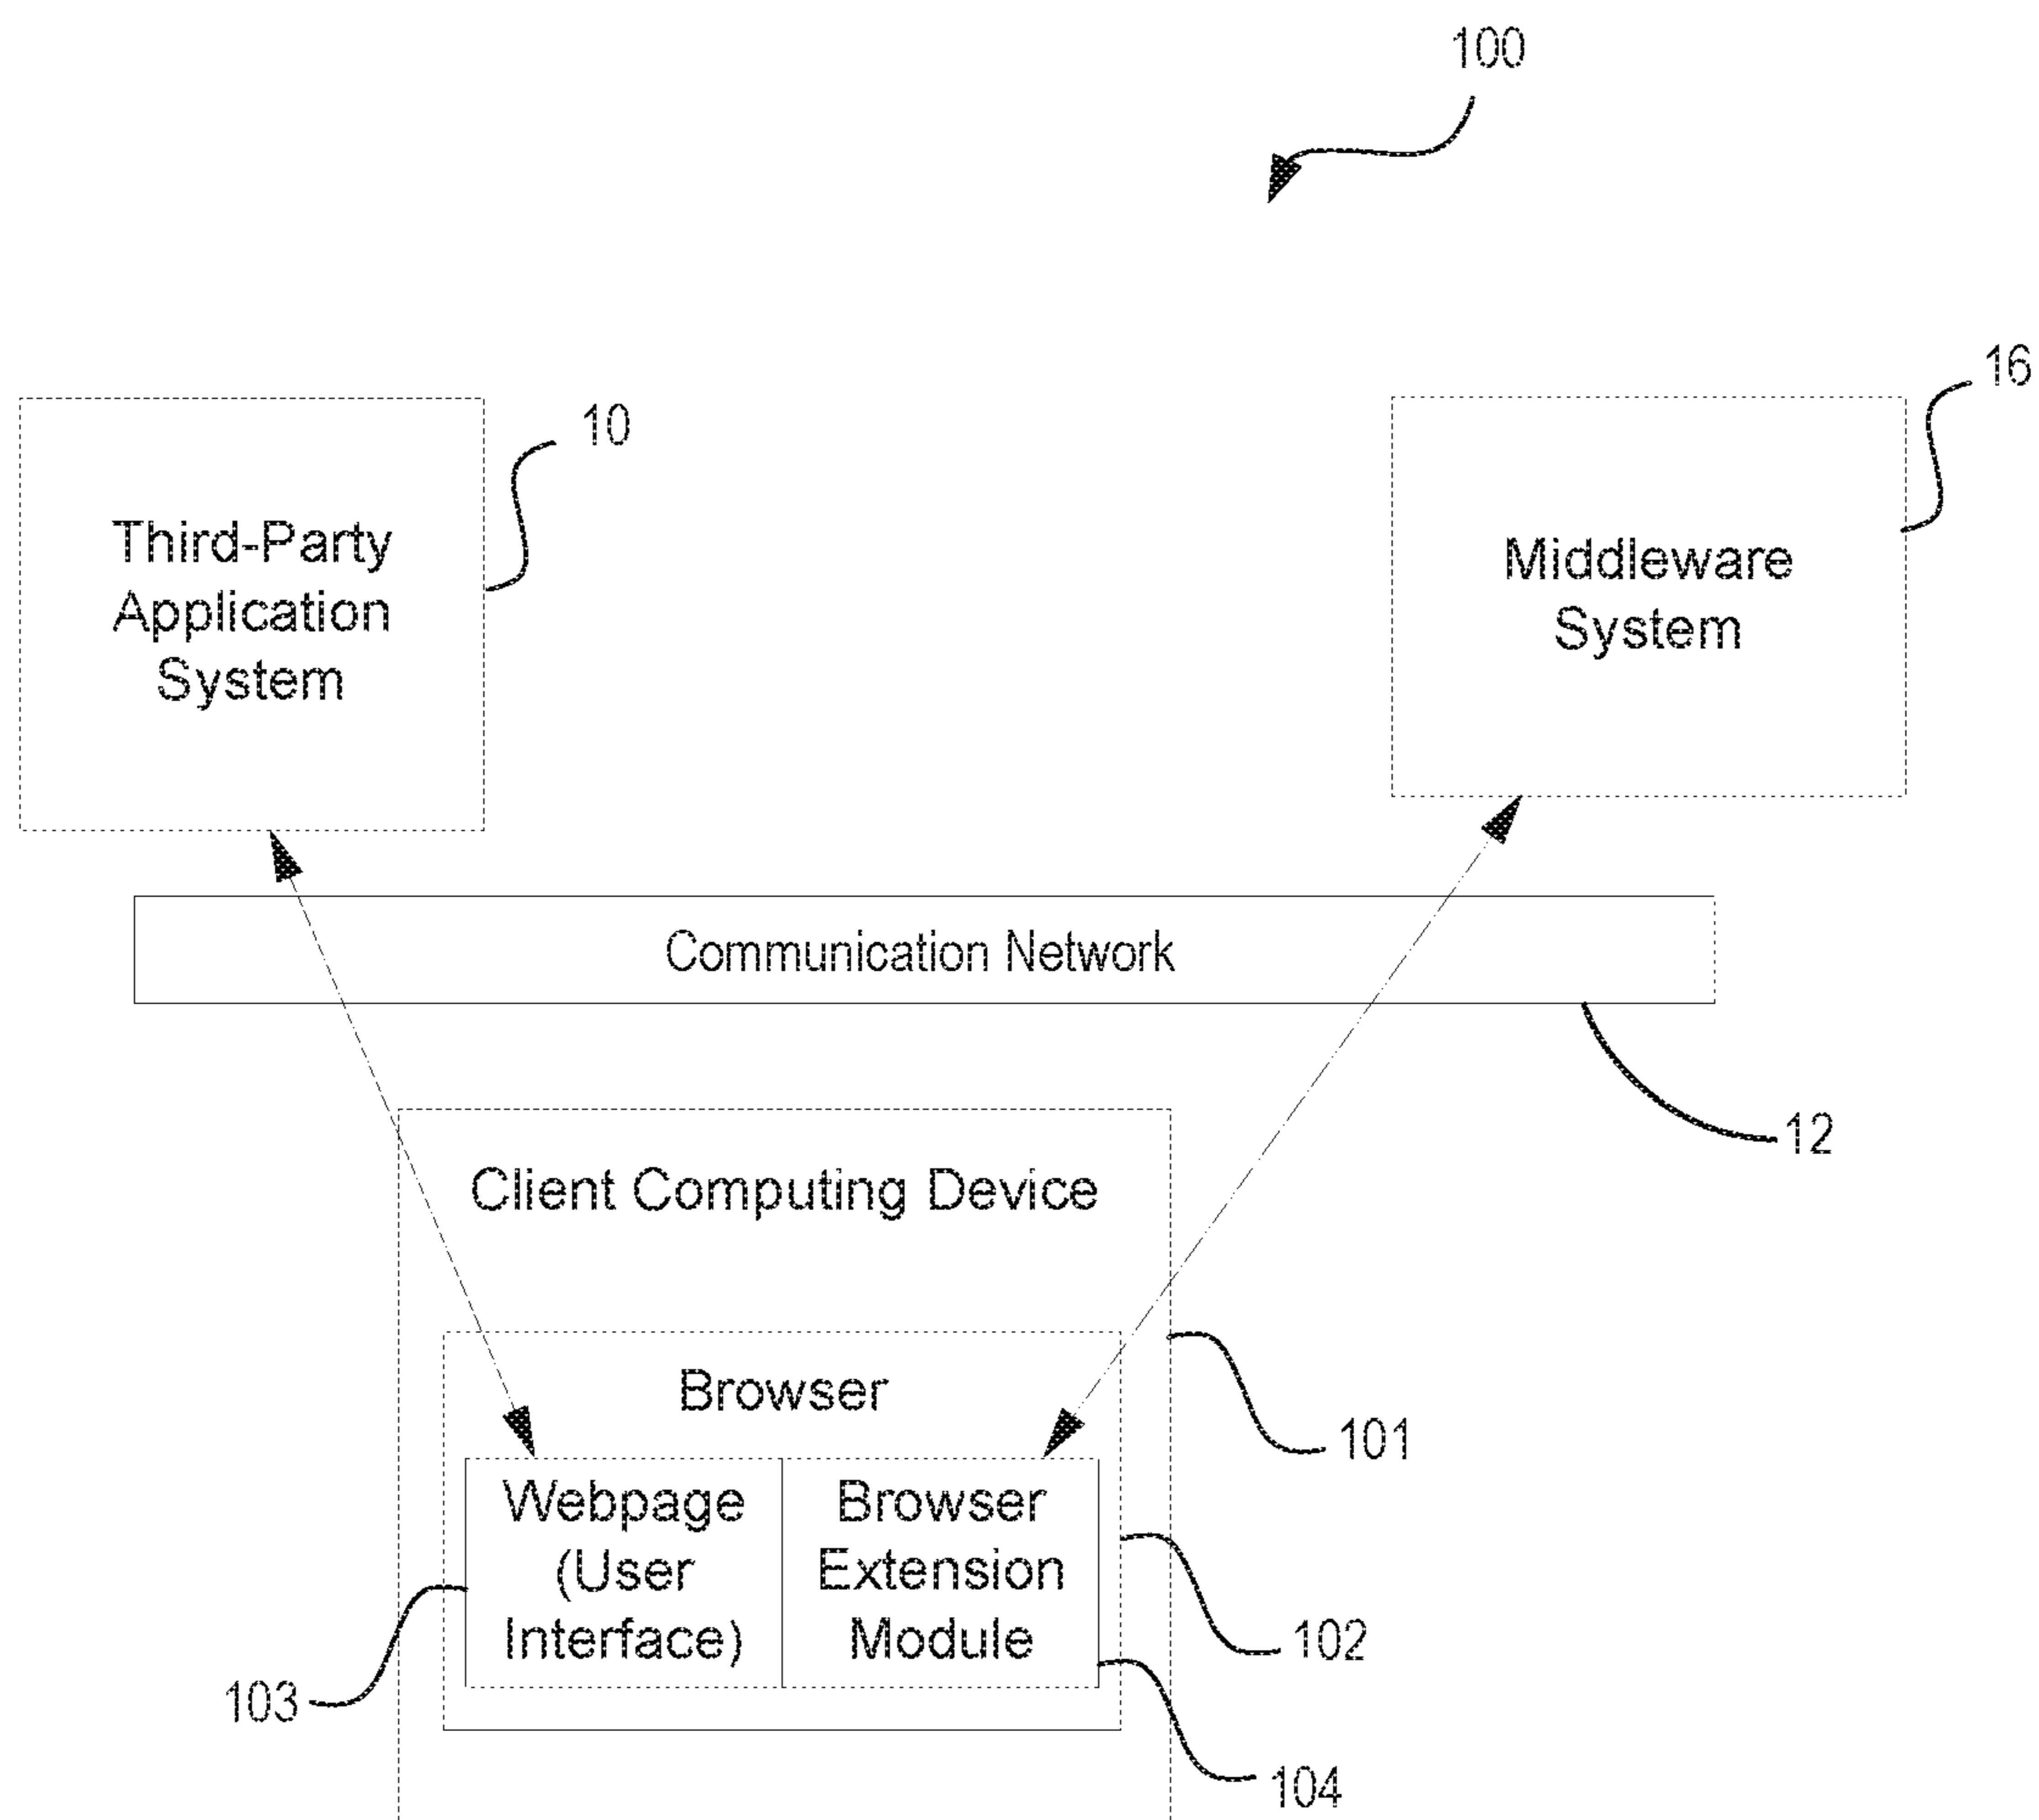 100
16
10
Third-Party
Application
System
Middleware
System
Communication Network
12
Client Computing Device
Browser
101
Webpage
(User
Interface)
Browser
Extension
Module
102
103
104